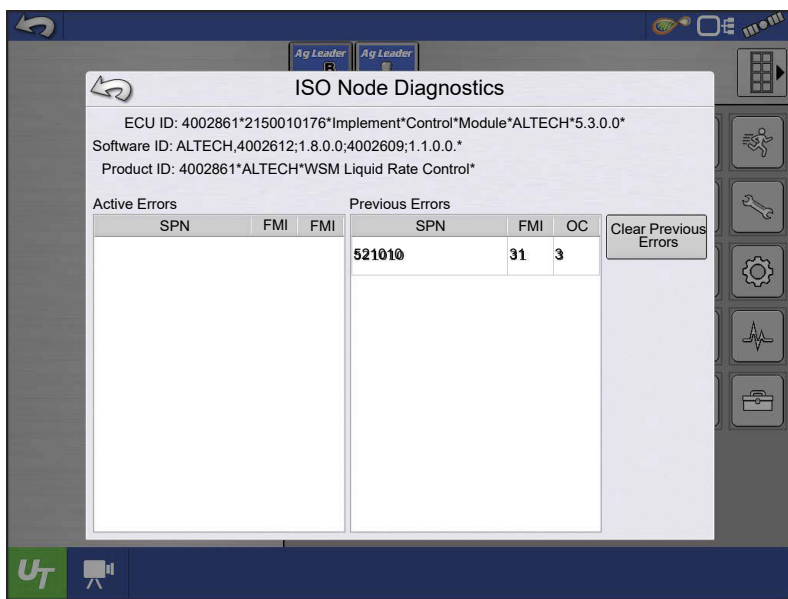 Ag Leader Ag Leader
B
ISO Node Diagnostics
ECU ID: 4002861*2150010176*Implement*Control*Module*ALTECH*5.3.0.0*
Software ID: ALTECH,4002612;1.8.0.0;4002609;1.1.0.0.*
Product ID: 4002861*ALTECH*WSM Liquid Rate Control*
Active Errors
Previous Errors
SPN FMI FMI
SPN FMI OC
Clear Previous
Errors
521010 31 3
UT